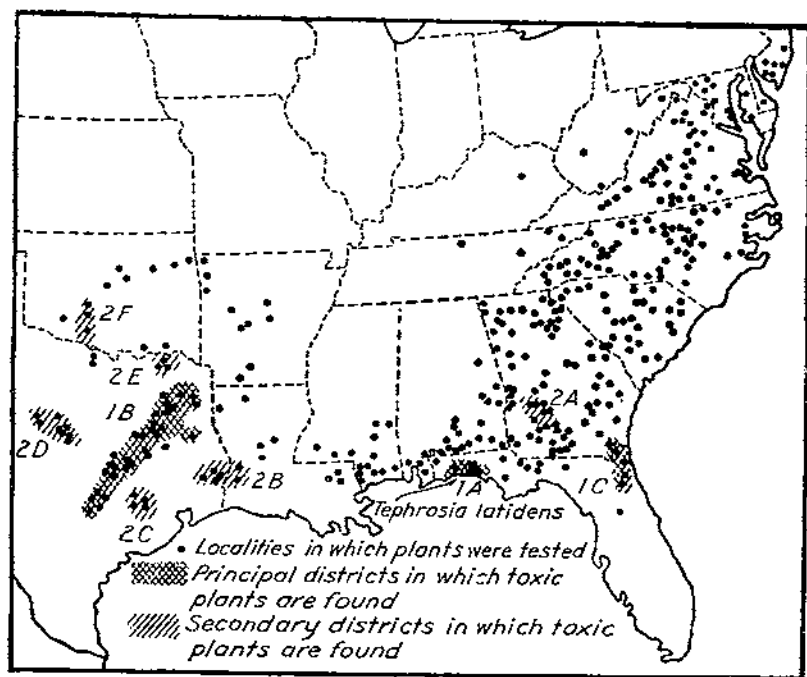 2F
2E
1B
2A
2D
2B
1A
1C
2C
Tephrosia latidens
Localities in which plants were tested
Principal districts in which toxic
plants are found
Secondary districts in which toxic
plants are found